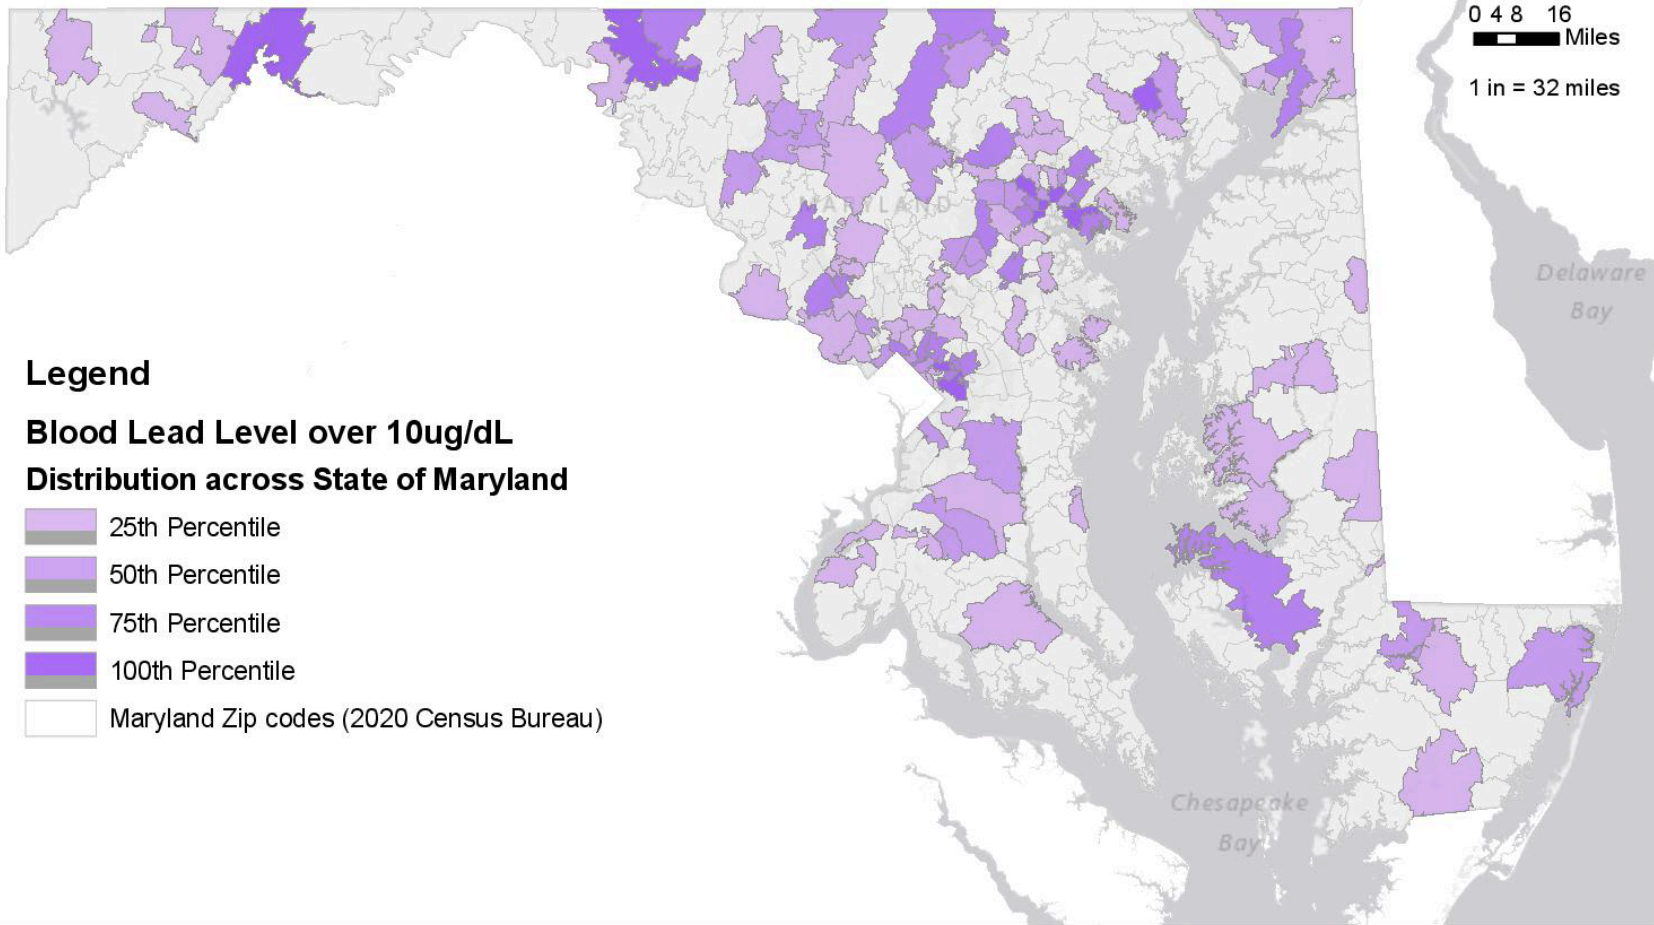 0 4 8 16
Miles
1 in = 32 miles
MARYLAND
Delaware
Bay
Legend
Blood Lead Level over 10ug/dL
Distribution across State of Maryland
25th Percentile
50th Percentile
75th Percentile
100th Percentile
Maryland Zip codes (2020 Census Bureau)
Chesapeake
Bay